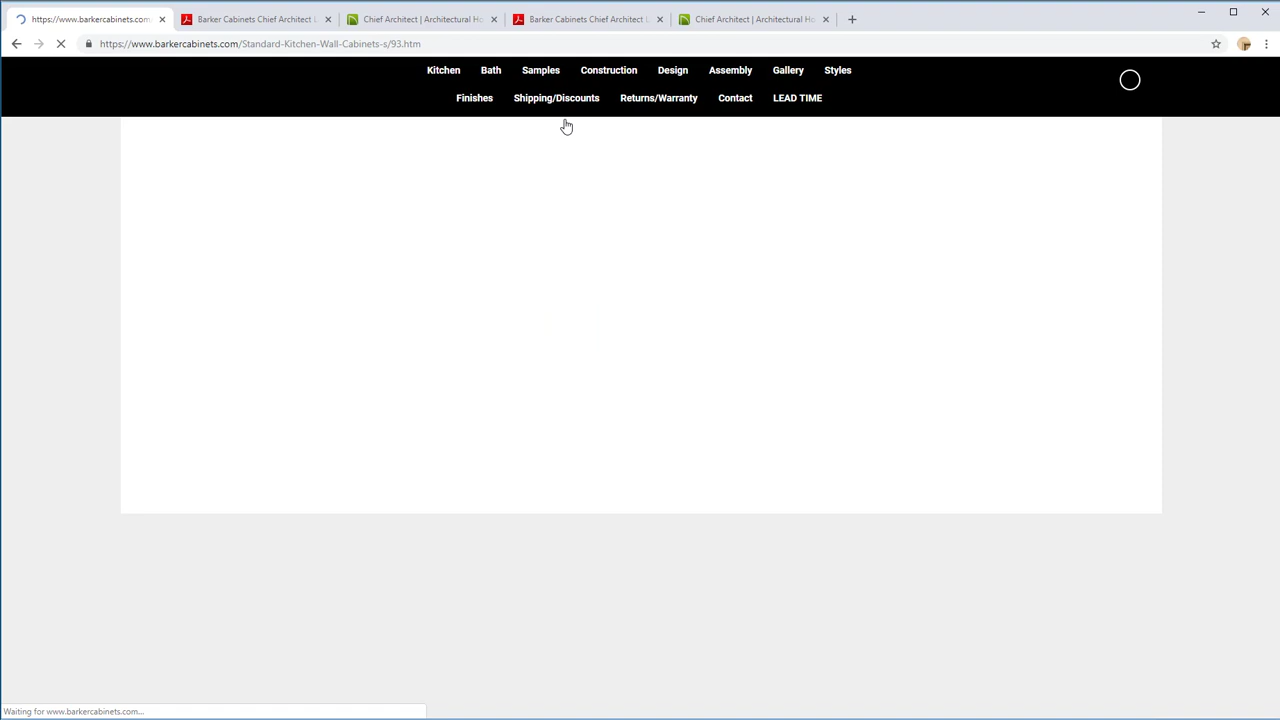 https://www.barkercabinets.com
Barker Cabinets Chief Architect L
Chief Architect | Architectural Ho
Barker Cabinets Chief Architect L
Chief Architect | Architectural Ho
https://www.barkercabinets.com/Standard-Kitchen-Wall-Cabinets-s/93.htm
Kitchen Bath Samples Construction Design Assembly Gallery Styles
Finishes Shipping/Discounts Returns/Warranty Contact LEAD TIME
Waiting for www.barkercabinets.com...